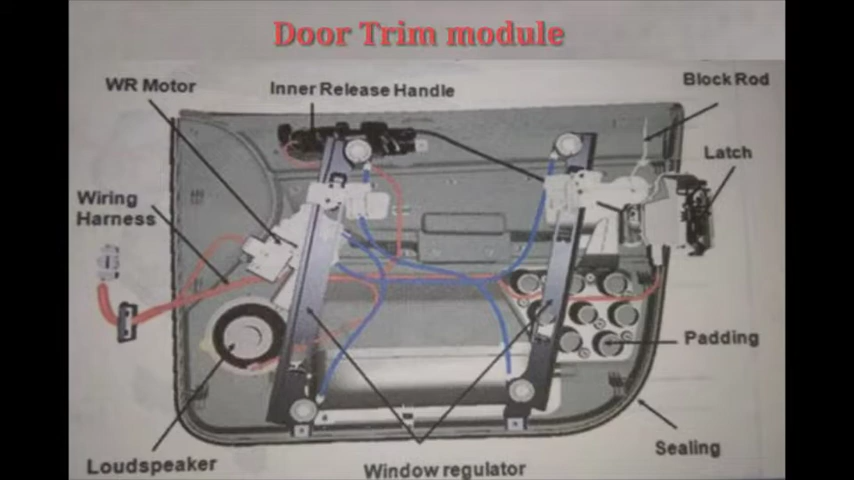 Door Trim module
WR Motor
Inner Release Handle
Block Rod
Latch
Wiring
Harness
Padding
Sealing
Loudspeaker
Window regulator